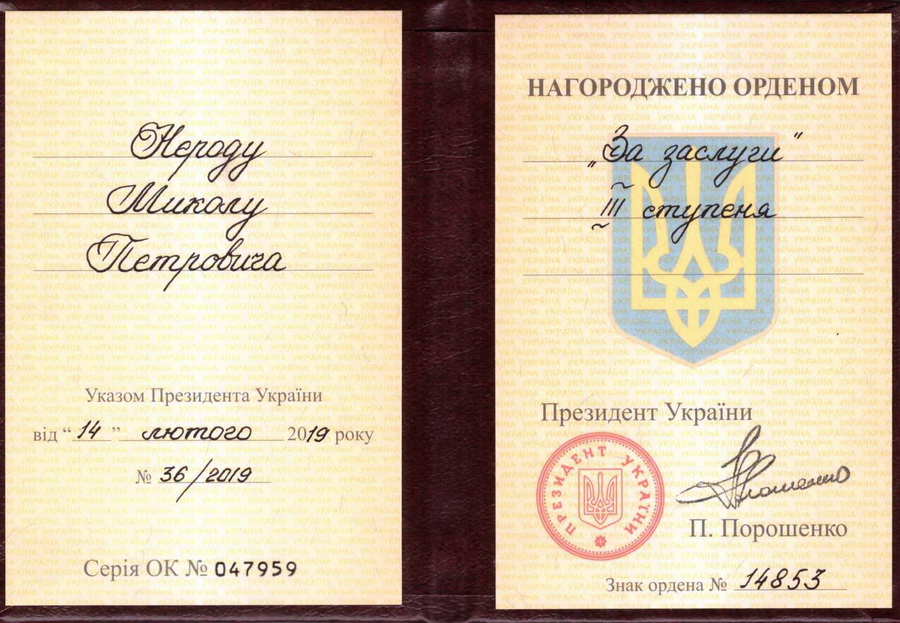 Нероду
Миколу
Петровича
Указом Президента України
від “ 14 ” лютого 2019 року
№ 36/2019
Серія ОК № 047959
НАГОРОДЖЕНО ОРДЕНОМ
„За заслуги”
III ступеня
Президент України
ПРЕЗИДЕНТ УКРАЇНИ
П. Порошенко
Знак ордена № 14853